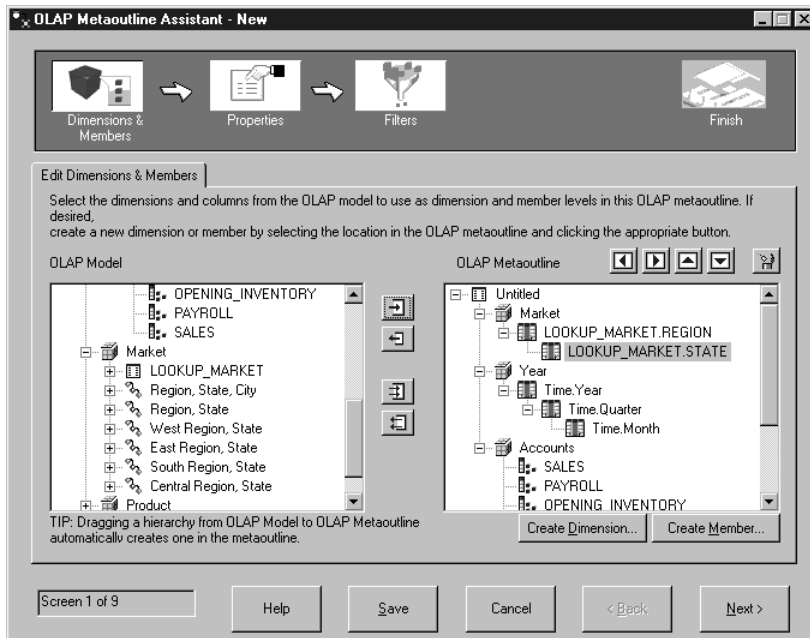 OLAP Metaoutline Assistant - New
Dimensions &
Members
Properties
Filters
Finish
Edit Dimensions & Members
Select the dimensions and columns from the OLAP model to use as dimension and member levels in this OLAP metaoutline. If
desired,
create a new dimension or member by selecting the location in the OLAP metaoutline and clicking the appropriate button.
OLAP Model
OPENING_INVENTORY
PAYROLL
SALES
Market
LOOKUP_MARKET
Region, State, City
Region, State
West Region, State
East Region, State
South Region, State
Central Region, State
Product
TIP: Dragging a hierarchy from OLAP Model to OLAP Metaoutline
automatically creates one in the metaoutline.
OLAP Metaoutline
Untitled
Market
LOOKUP_MARKET.REGION
LOOKUP_MARKET.STATE
Year
Time.Year
Time.Quarter
Time.Month
Accounts
SALES
PAYROLL
OPENING_INVENTORY
Create Dimension...
Create Member...
Screen 1 of 9
Help
Save
Cancel
< Back
Next >